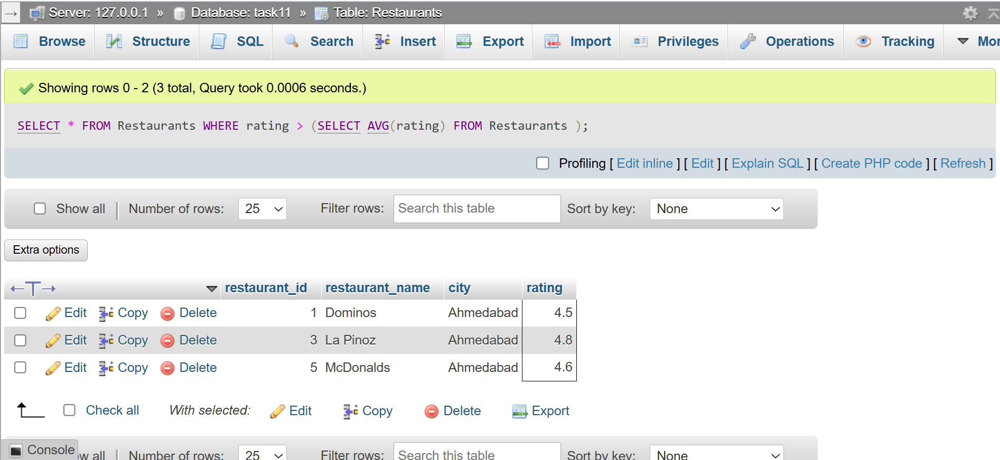 Server: 127.0.0.1 » Database: task11 » Table: Restaurants
Browse Structure SQL Search Insert Export Import Privileges Operations Tracking Mor
Showing rows 0 - 2 (3 total, Query took 0.0006 seconds.)
SELECT * FROM Restaurants WHERE rating > (SELECT AVG(rating) FROM Restaurants );
Profiling [ Edit inline ] [ Edit ] [ Explain SQL ] [ Create PHP code ] [ Refresh ]
Show all | Number of rows: 25 Filter rows: Search this table Sort by key: None
Extra options
←T→ restaurant_id restaurant_name city rating
Edit Copy Delete 1 Dominos Ahmedabad 4.5
Edit Copy Delete 3 La Pinoz Ahmedabad 4.8
Edit Copy Delete 5 McDonalds Ahmedabad 4.6
Check all With selected: Edit Copy Delete Export
Console w all | Number of rows: 25 Filter rows: Search this table Sort by key: None